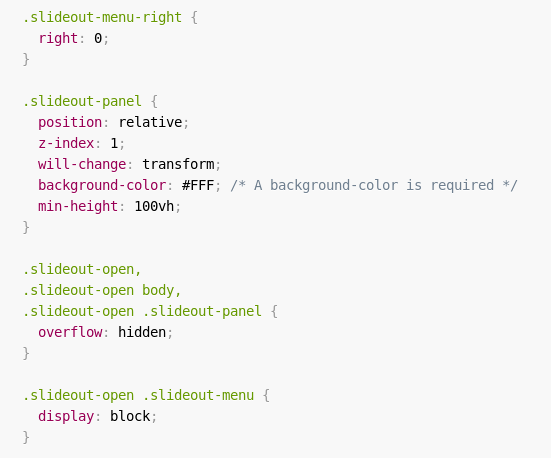 .slideout-menu-right {
  right: 0;
}

.slideout-panel {
  position: relative;
  z-index: 1;
  will-change: transform;
  background-color: #FFF; /* A background-color is required */
  min-height: 100vh;
}

.slideout-open,
.slideout-open body,
.slideout-open .slideout-panel {
  overflow: hidden;
}

.slideout-open .slideout-menu {
  display: block;
}